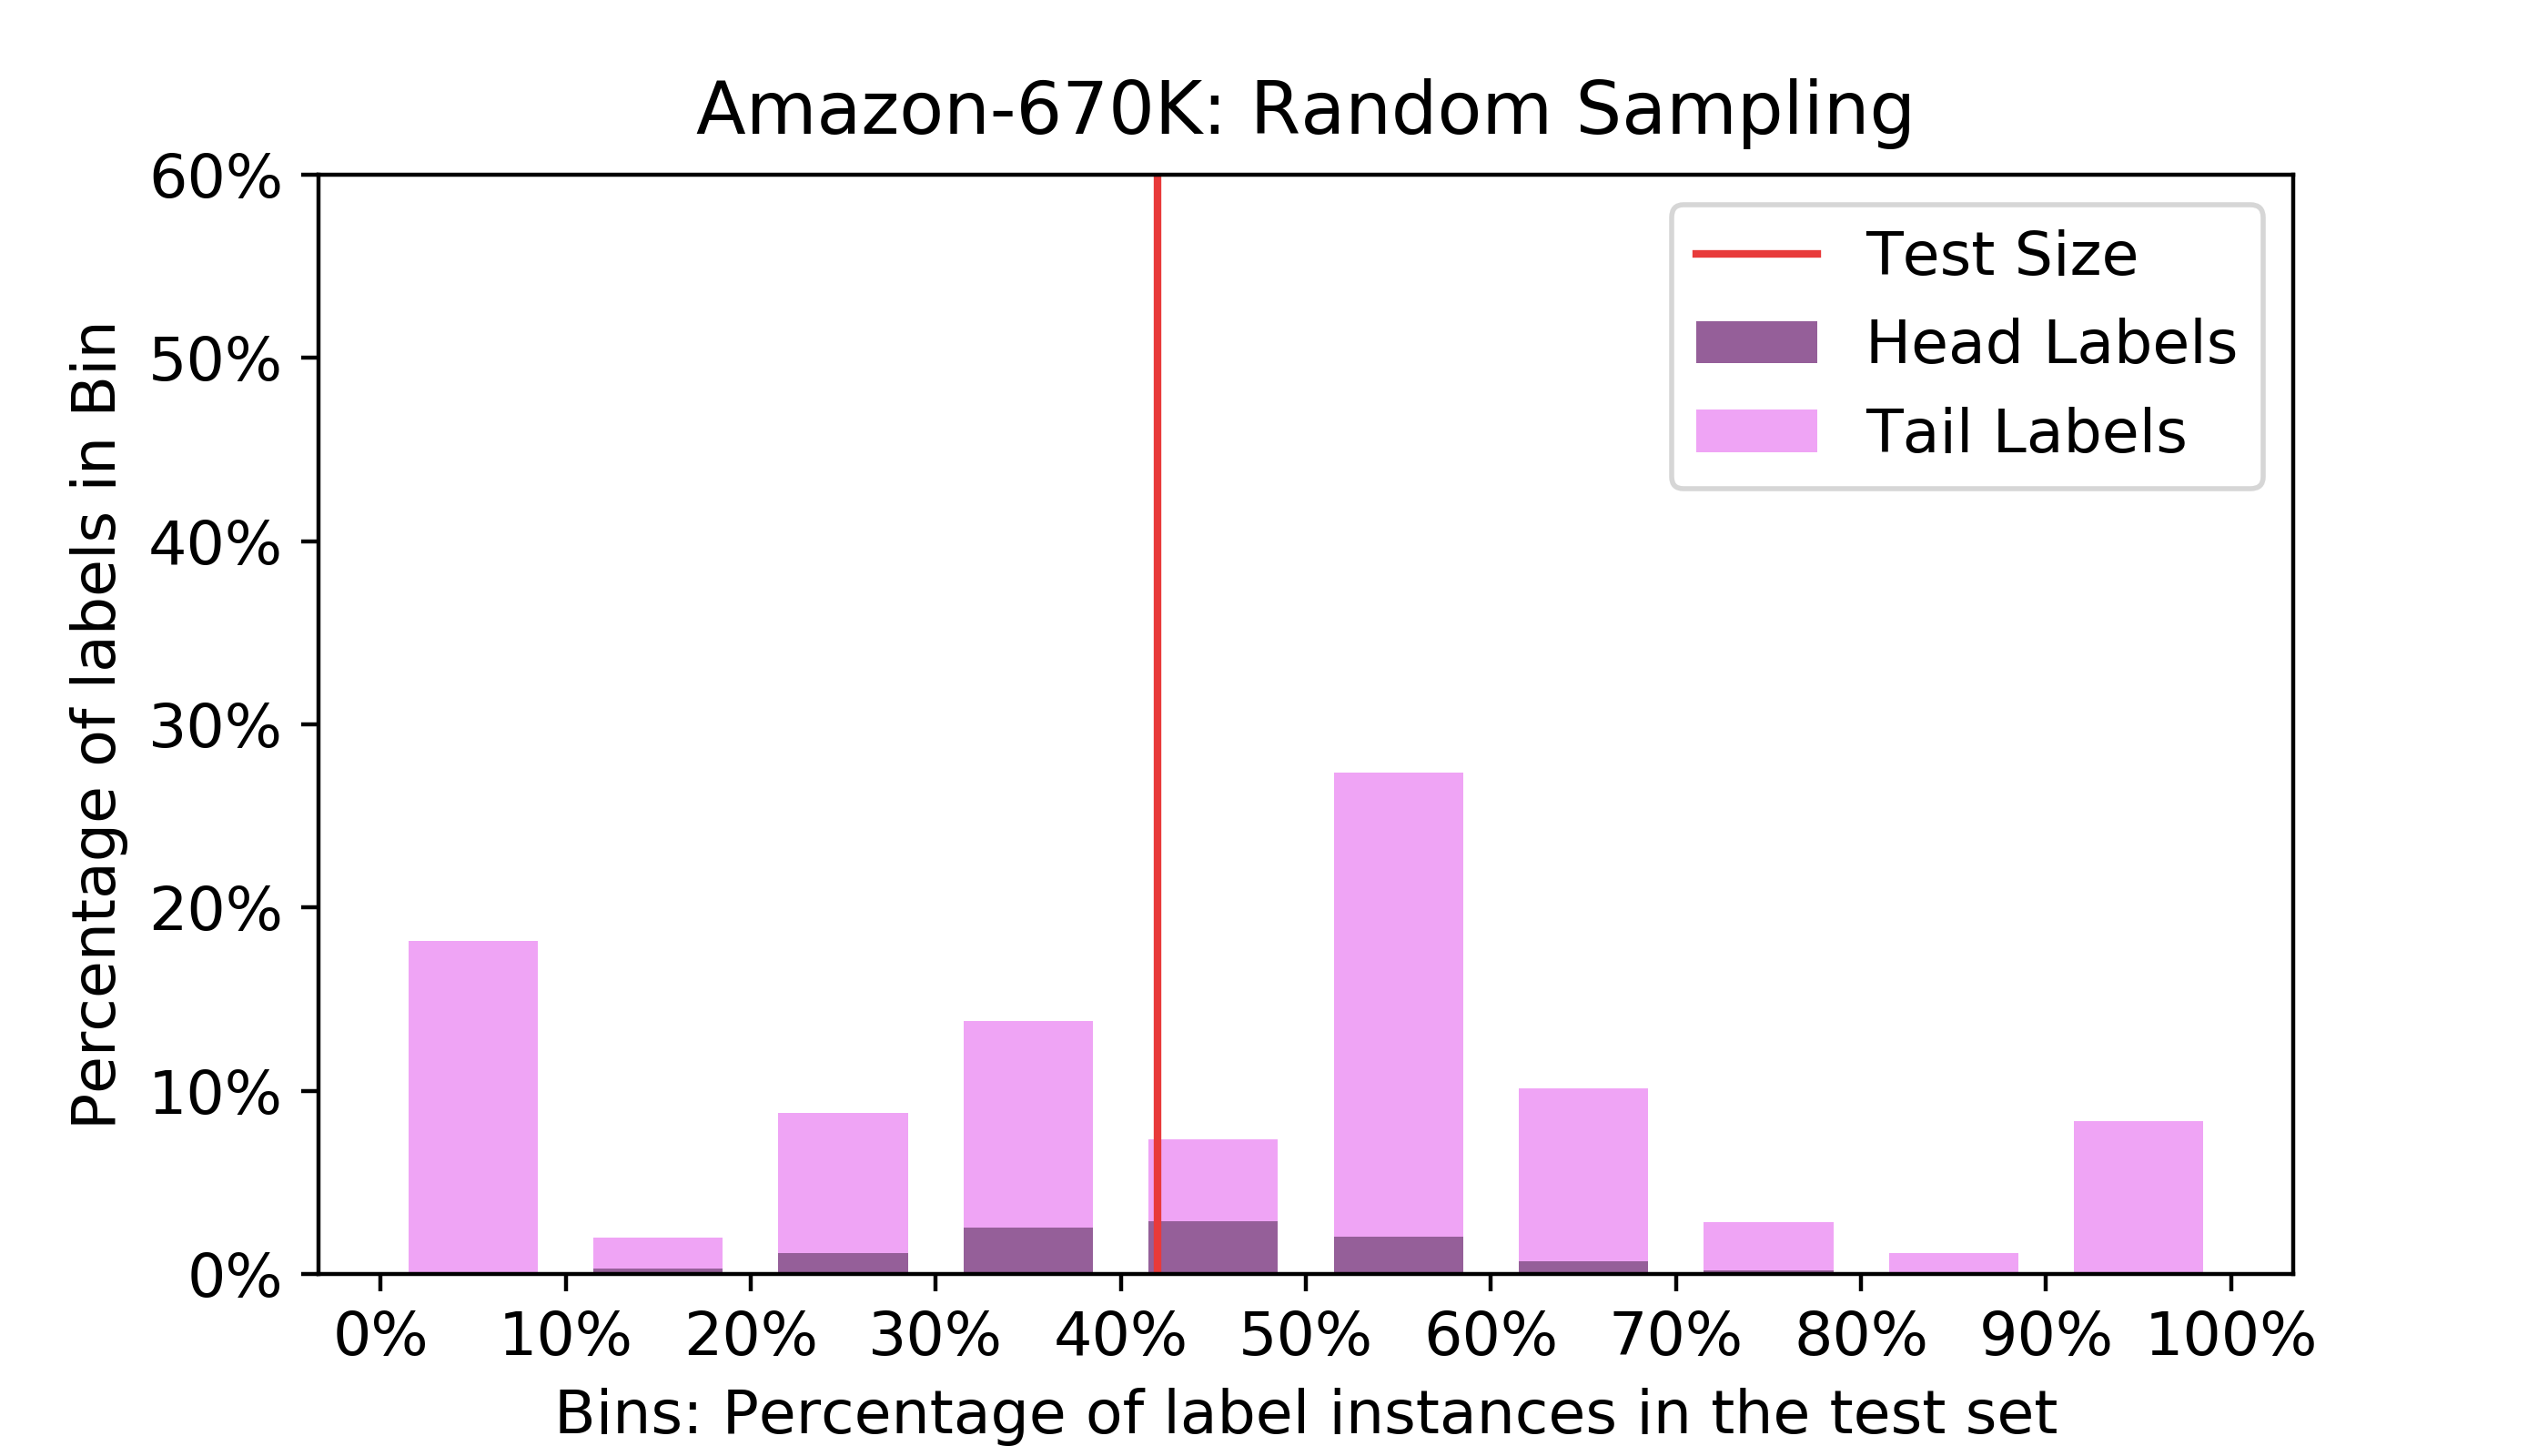 Amazon-670K: Random Sampling
60%
50%
40%
30%
20%
10%
0%
Percentage of labels in Bin
Test Size
Head Labels
Tail Labels
0% 10% 20% 30% 40% 50% 60% 70% 80% 90% 100%
Bins: Percentage of label instances in the test set